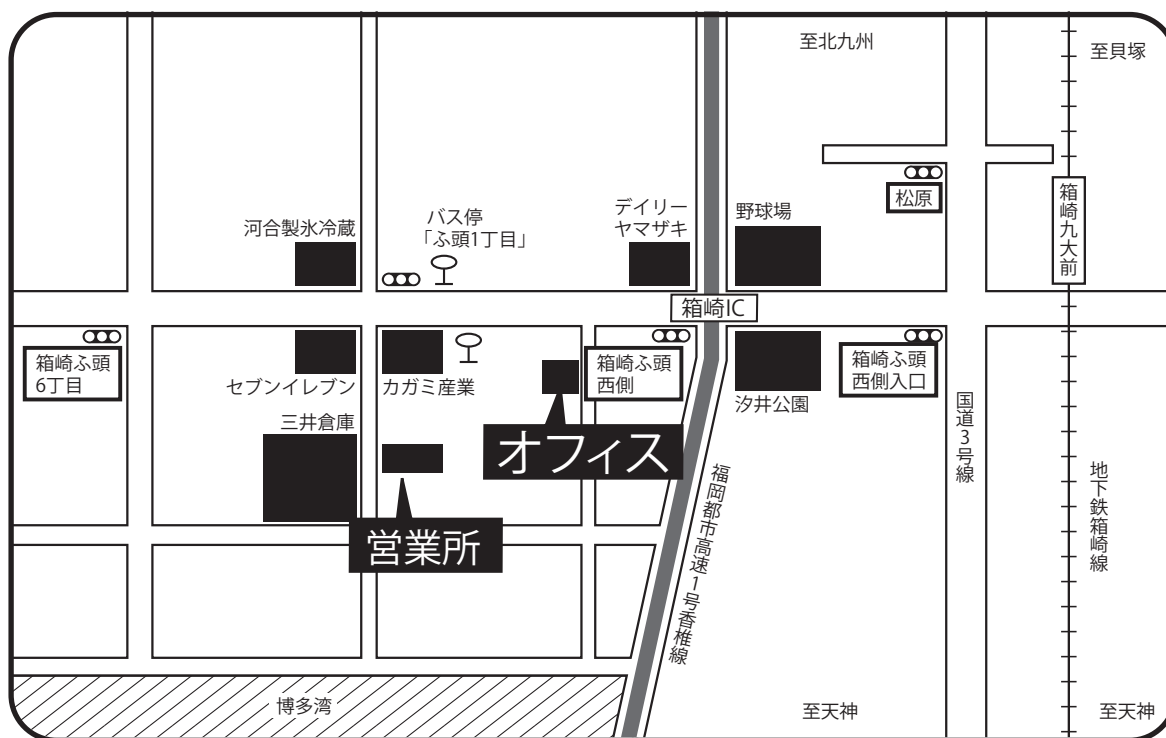 至北九州
至貝塚
松原
箱崎九大前
河合製氷冷蔵
バス停
「ふ頭1丁目」
デイリー
ヤマザキ
野球場
箱崎IC
箱崎ふ頭
6丁目
セブンイレブン
カガミ産業
箱崎ふ頭
西側
汐井公園
箱崎ふ頭
西側入口
三井倉庫
オフィス
営業所
国道3号線
福岡都市高速1号香椎線
地下鉄箱崎線
博多湾
至天神
至天神